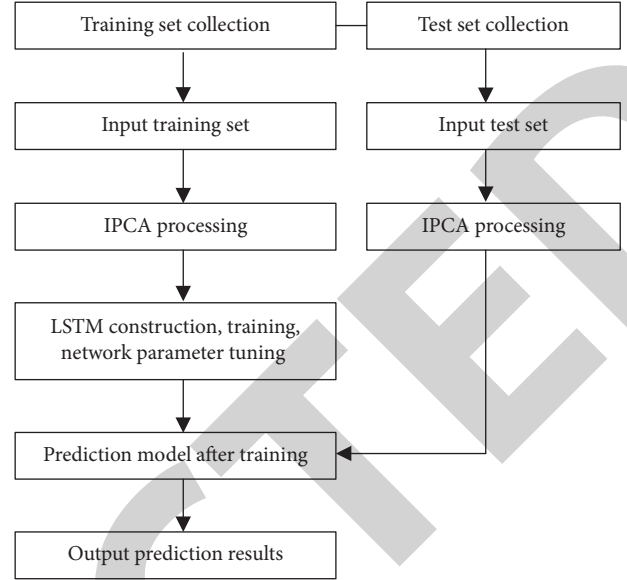 Training set collection
Test set collection
Input training set
Input test set
IPCA processing
IPCA processing
LSTM construction, training,
network parameter tuning
Prediction model after training
Output prediction results